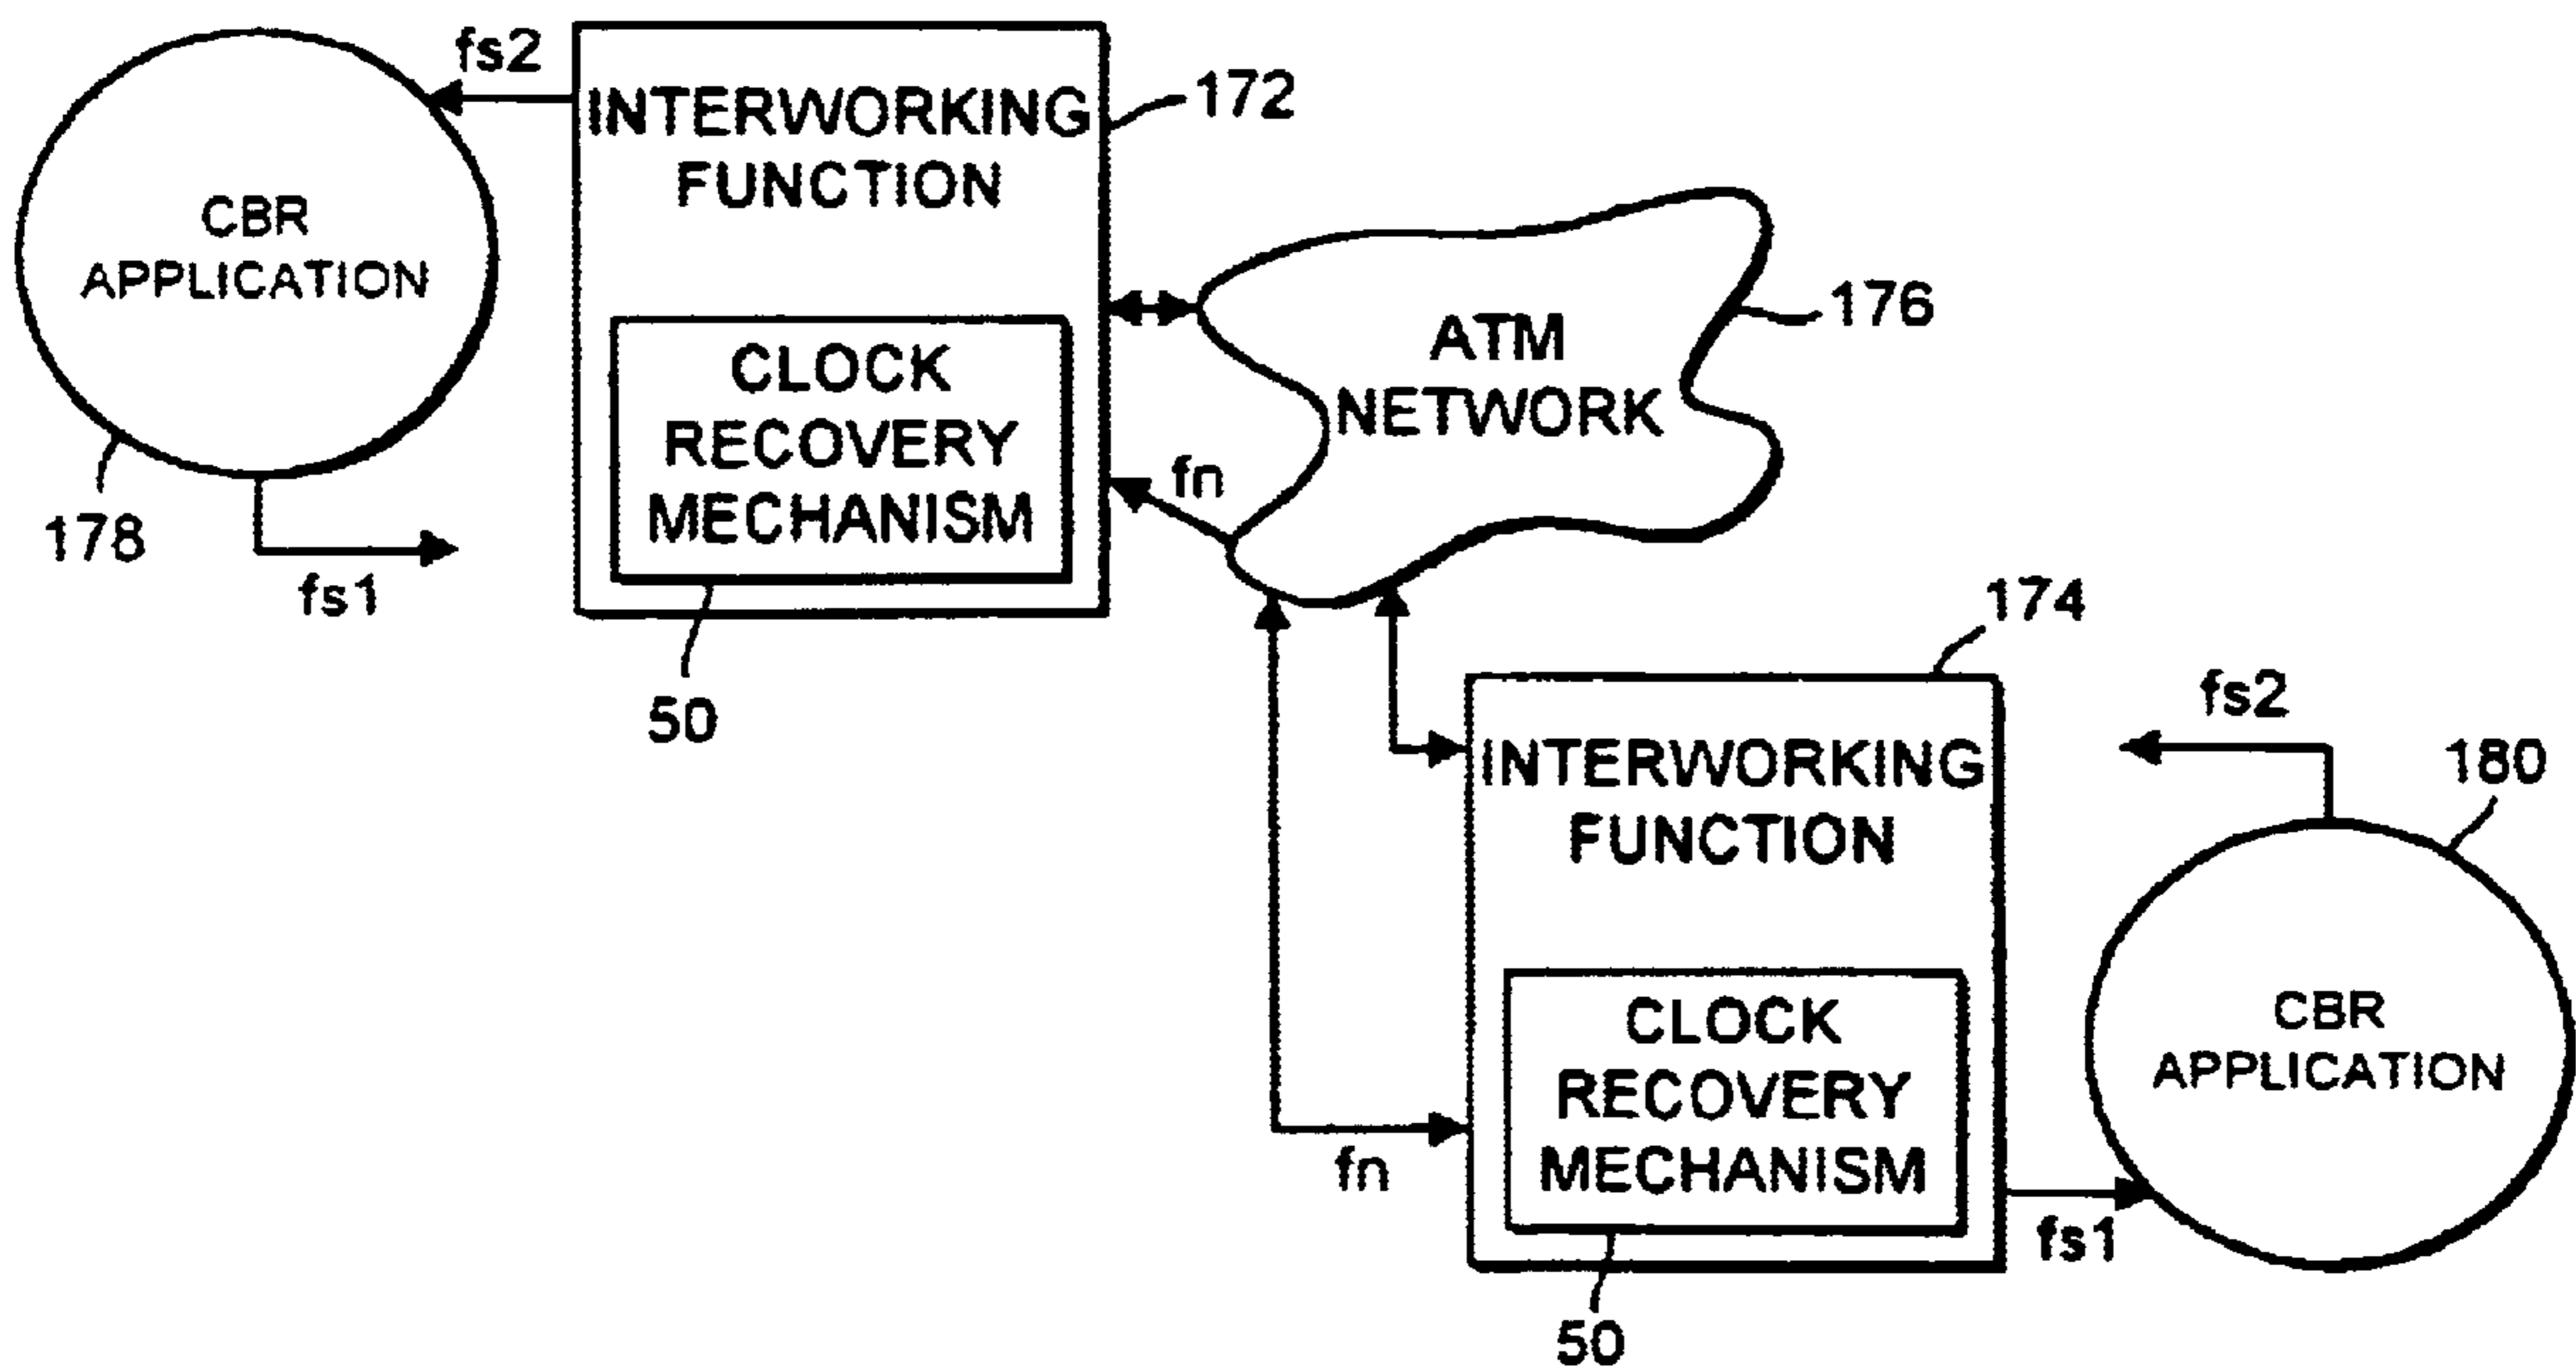 fs2
INTERWORKING
FUNCTION
172
CBR
APPLICATION
176
ATM
NETWORK
CLOCK
RECOVERY
MECHANISM
fn
178
fs1
50
174
fs2
180
INTERWORKING
FUNCTION
CBR
APPLICATION
CLOCK
RECOVERY
MECHANISM
fn
fs1
50